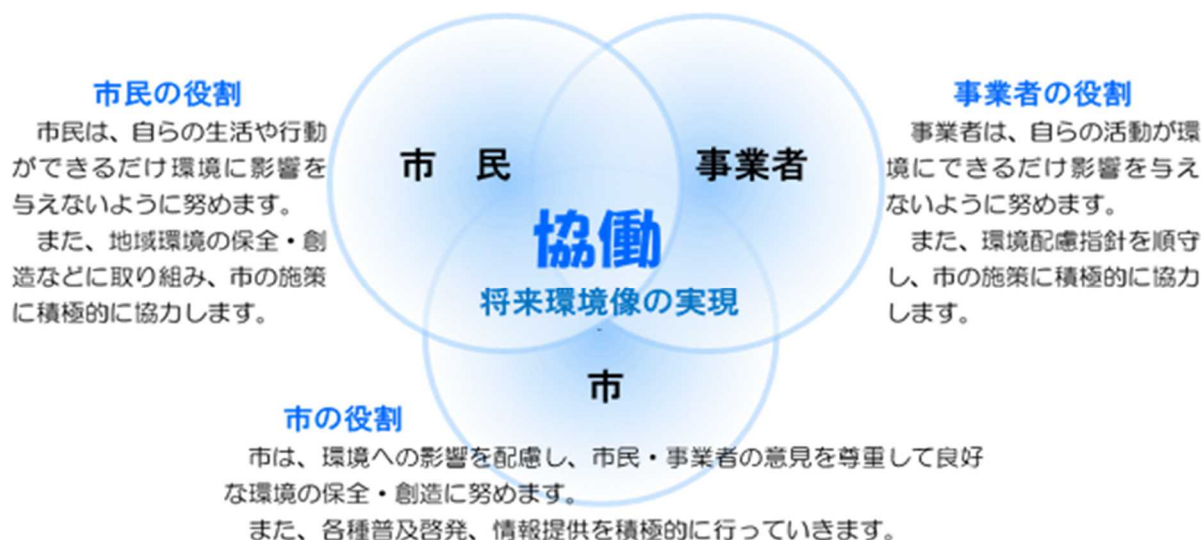 市民の役割
市民は、自らの生活や行動
ができるだけ環境に影響を
与えないように努めます。
また、地域環境の保全・創
造などに取り組み、市の施策
に積極的に協力します。
市　民
事業者
協働
将来環境像の実現
市
事業者の役割
事業者は、自らの活動が環
境にできるだけ影響を与え
ないように努めます。
また、環境配慮指針を順守
し、市の施策に積極的に協力
します。
市の役割
市は、環境への影響を配慮し、市民・事業者の意見を尊重して良好
な環境の保全・創造に努めます。
また、各種普及啓発、情報提供を積極的に行っていきます。